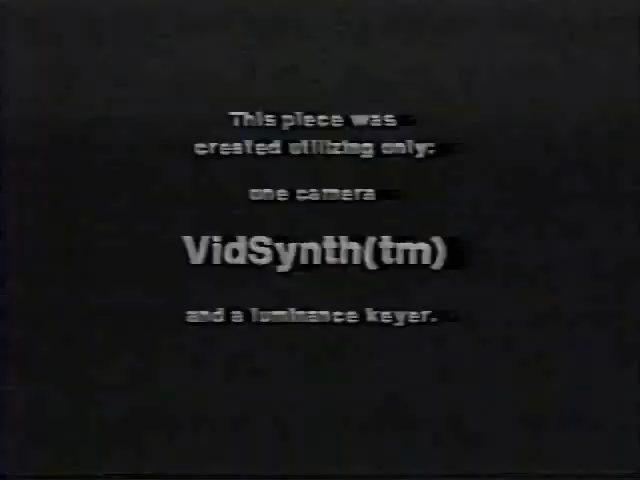 This piece was
created utilizing only:
one camera
VidSynth(tm)
and a luminance keyer.